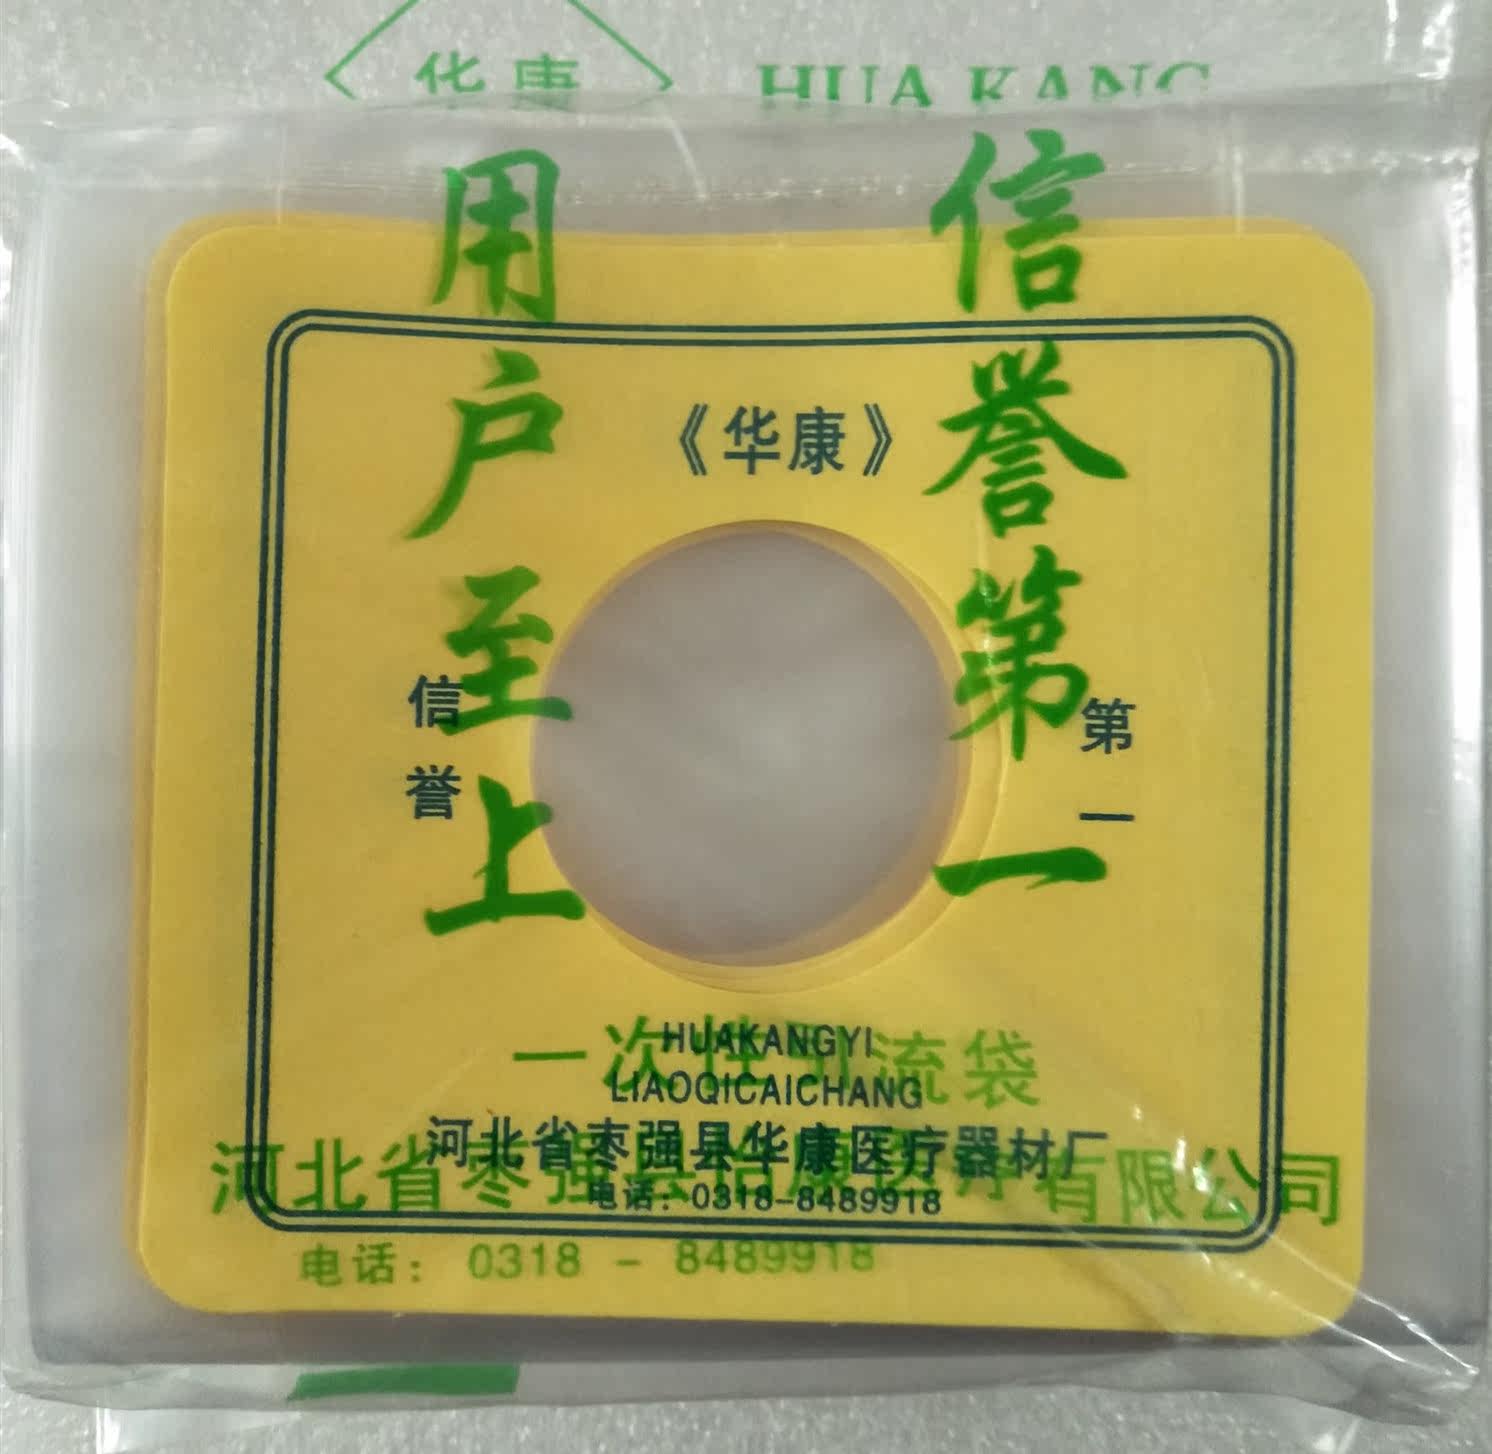 华康
HUA KANG
信誉第一
用户至上
《华康》
信誉
第一
HUAKANGYI
LIAOQICAICHANG
河北省枣强县华康医疗器材厂
电话：0318-8489918
一次性引流袋
河北省枣强县怡康医疗有限公司
电话： 0318 - 8489918